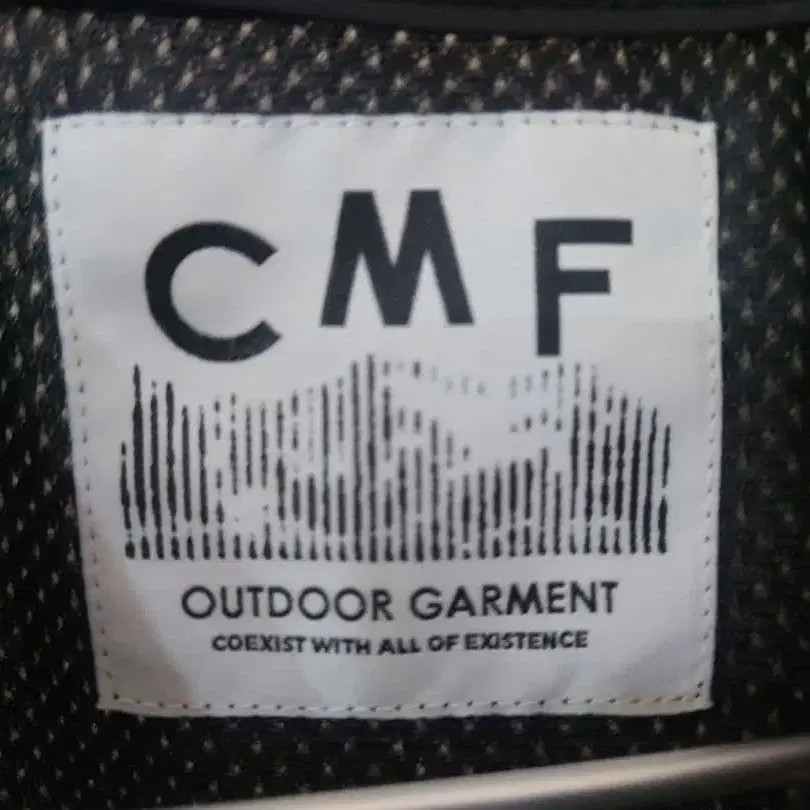 CMF
OUTDOOR GARMENT
COEXIST WITH ALL OF EXISTENCE